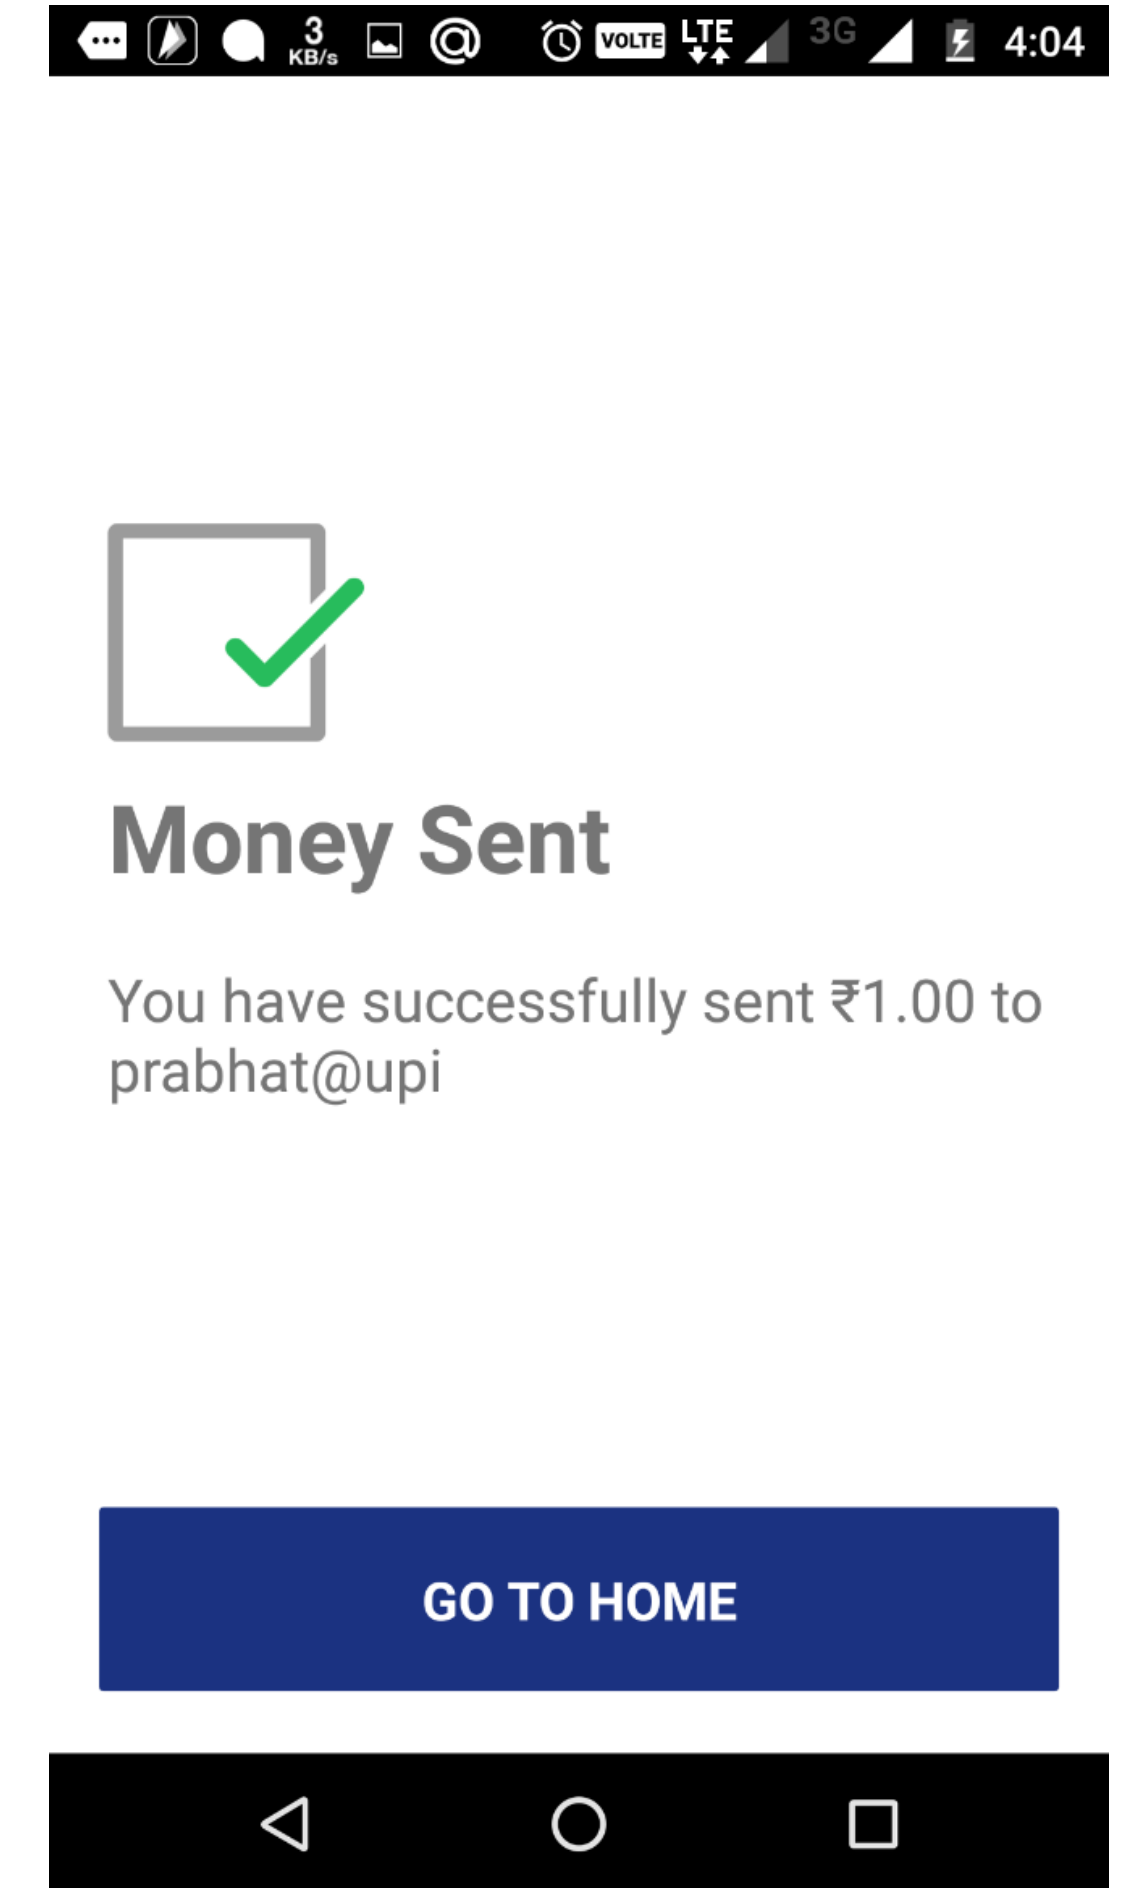 3 KB/s VOLTE LTE 3G 4:04
Money Sent
You have successfully sent ₹1.00 to
prabhat@upi
GO TO HOME